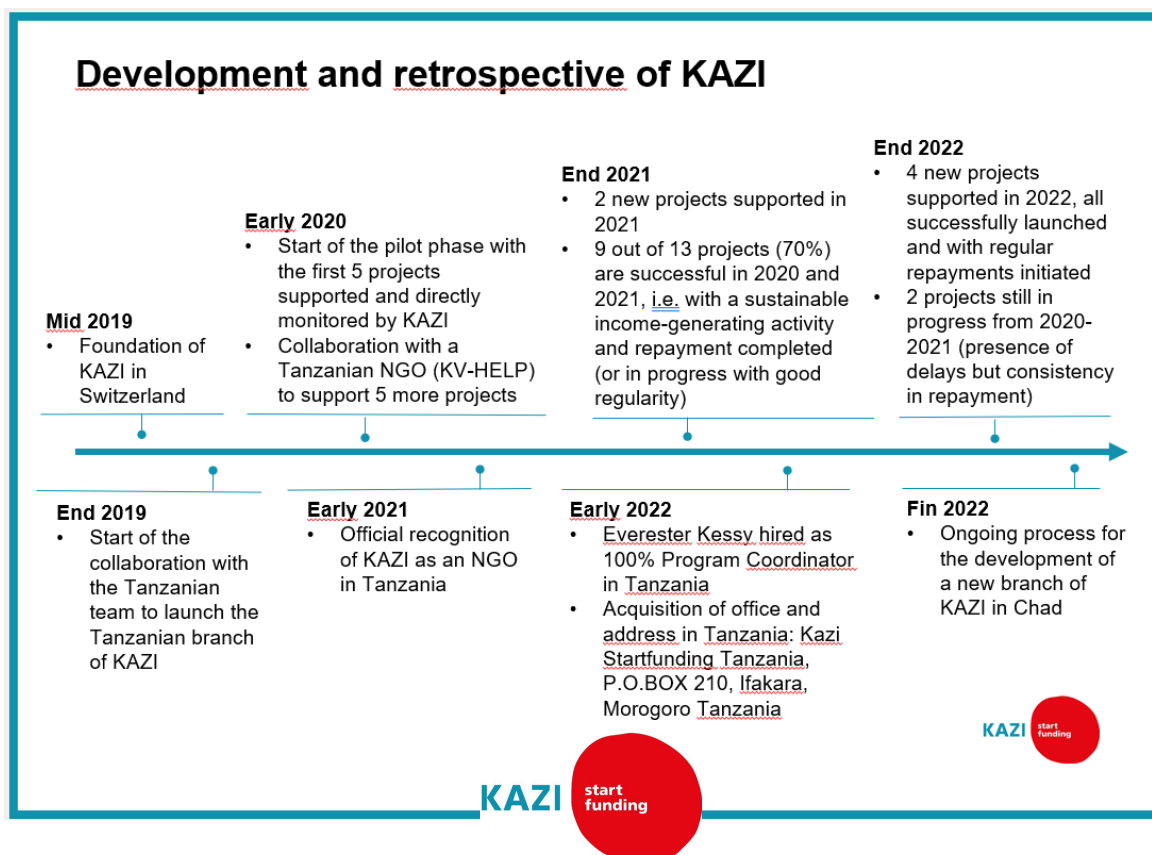 Development and retrospective of KAZI
Mid 2019
• Foundation of
KAZI in
Switzerland
Early 2020
• Start of the pilot phase with
the first 5 projects
supported and directly
monitored by KAZI
• Collaboration with a
Tanzanian NGO (KV-HELP)
to support 5 more projects
End 2021
• 2 new projects supported in
2021
• 9 out of 13 projects (70%)
are successful in 2020 and
2021, i.e. with a sustainable
income-generating activity
and repayment completed
(or in progress with good
regularity)
End 2022
• 4 new projects
supported in 2022, all
successfully launched
and with regular
repayments initiated
• 2 projects still in
progress from 2020-
2021 (presence of
delays but consistency
in repayment)
End 2019
• Start of the
collaboration with
the Tanzanian
team to launch the
Tanzanian branch
of KAZI
Early 2021
• Official recognition
of KAZI as an NGO
in Tanzania
Early 2022
• Everester Kessy hired as
100% Program Coordinator
in Tanzania
• Acquisition of office and
address in Tanzania: Kazi
Startfunding Tanzania,
P.O.BOX 210, Ifakara,
Morogoro Tanzania
Fin 2022
• Ongoing process for
the development of
a new branch of
KAZI in Chad
KAZI start
funding
KAZI start
funding